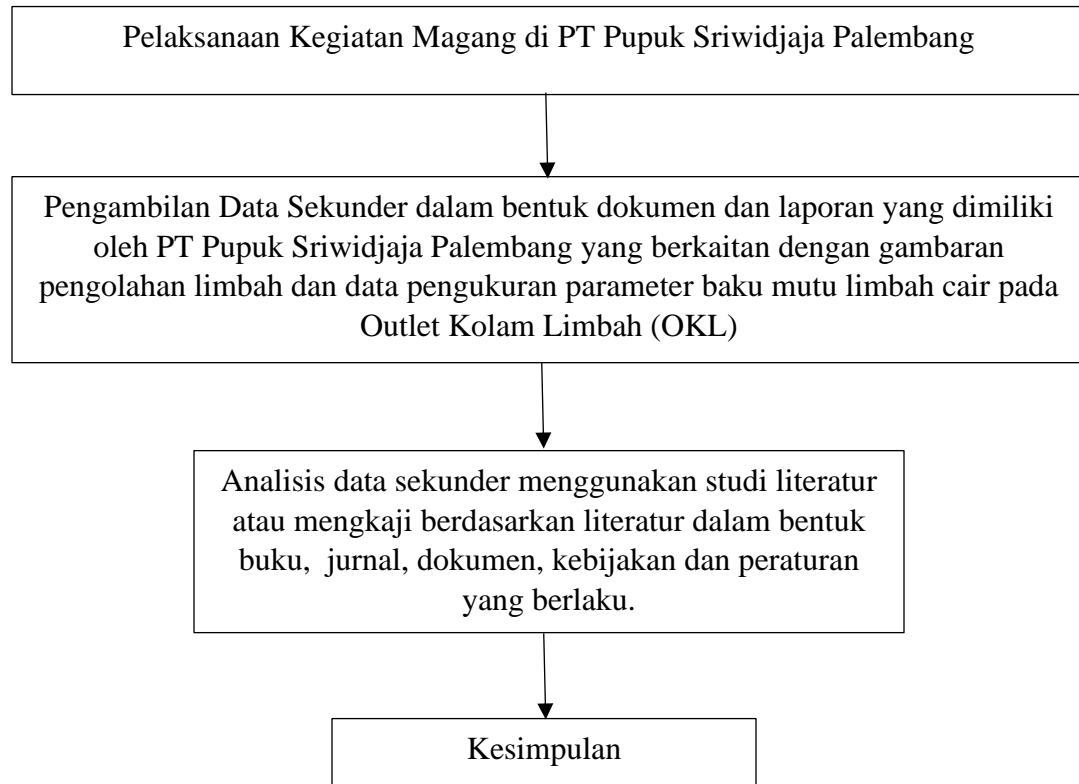 Pelaksanaan Kegiatan Magang di PT Pupuk Sriwidjaja Palembang
Pengambilan Data Sekunder dalam bentuk dokumen dan laporan yang dimiliki
oleh PT Pupuk Sriwidjaja Palembang yang berkaitan dengan gambaran
pengolahan limbah dan data pengukuran parameter baku mutu limbah cair pada
Outlet Kolam Limbah (OKL)
Analisis data sekunder menggunakan studi literatur
atau mengkaji berdasarkan literatur dalam bentuk
buku, jurnal, dokumen, kebijakan dan peraturan
yang berlaku.
Kesimpulan